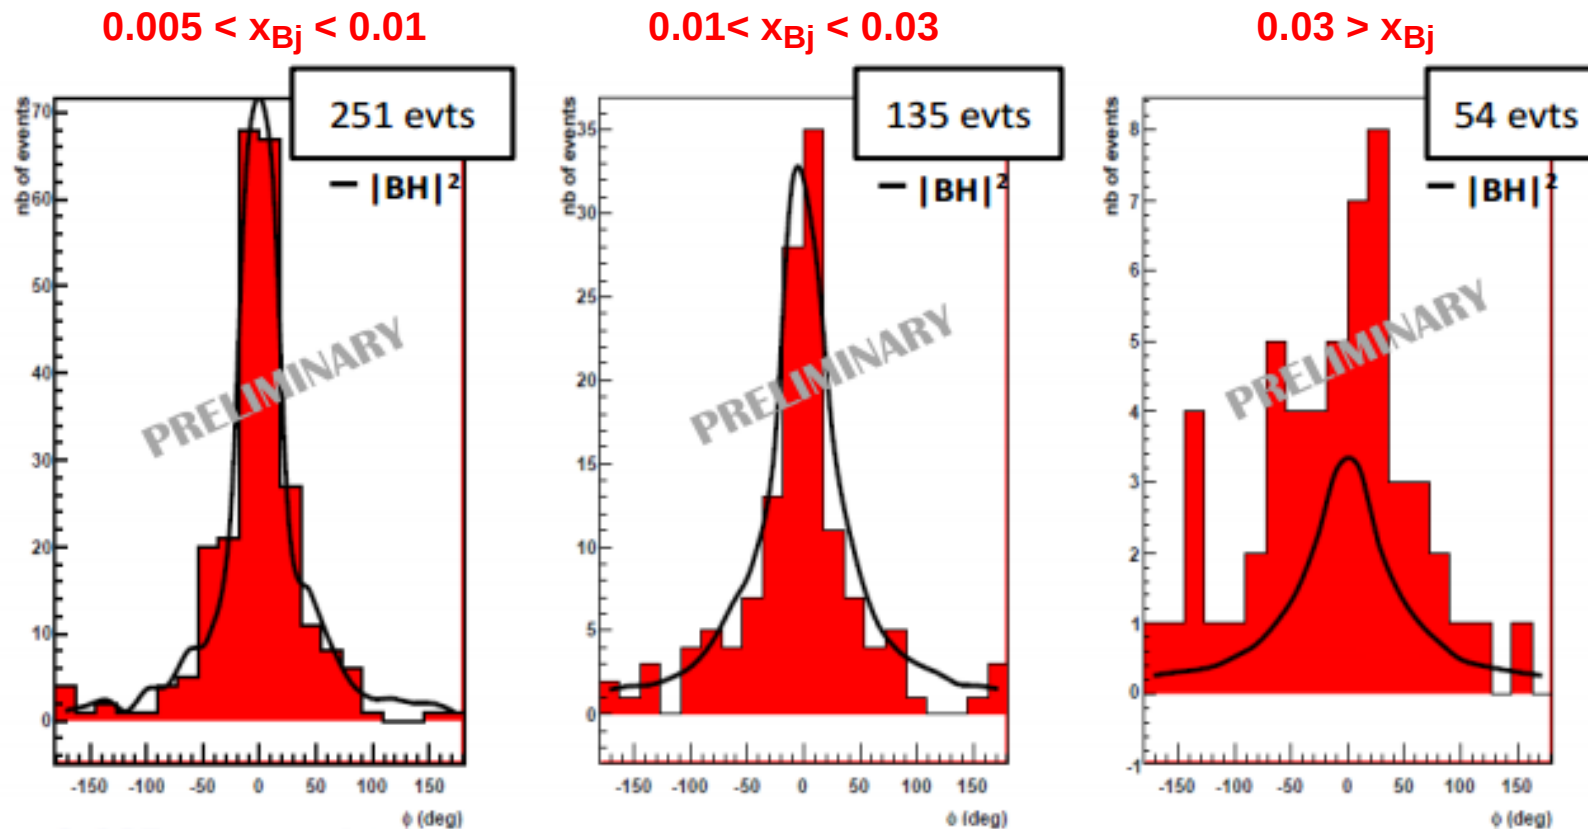 0.005 < xBj < 0.01
251 evts
|BH|²
nb of events
70
60
50
40
30
20
10
0
PRELIMINARY
-150 -100 -50 0 50 100 150
ϕ (deg)
0.01< xBj < 0.03
135 evts
|BH|²
nb of events
35
30
25
20
15
10
5
0
PRELIMINARY
-150 -100 -50 0 50 100 150
ϕ (deg)
0.03 > xBj
54 evts
|BH|²
nb of events
8
7
6
5
4
3
2
1
0
-1
PRELIMINARY
-150 -100 -50 0 50 100 150
ϕ (deg)